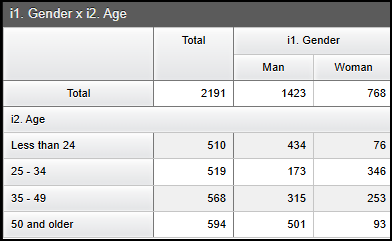 i1. Gender x i2. Age
Total i1. Gender
Man Woman
Total 2191 1423 768
i2. Age
Less than 24 510 434 76
25 - 34 519 173 346
35 - 49 568 315 253
50 and older 594 501 93